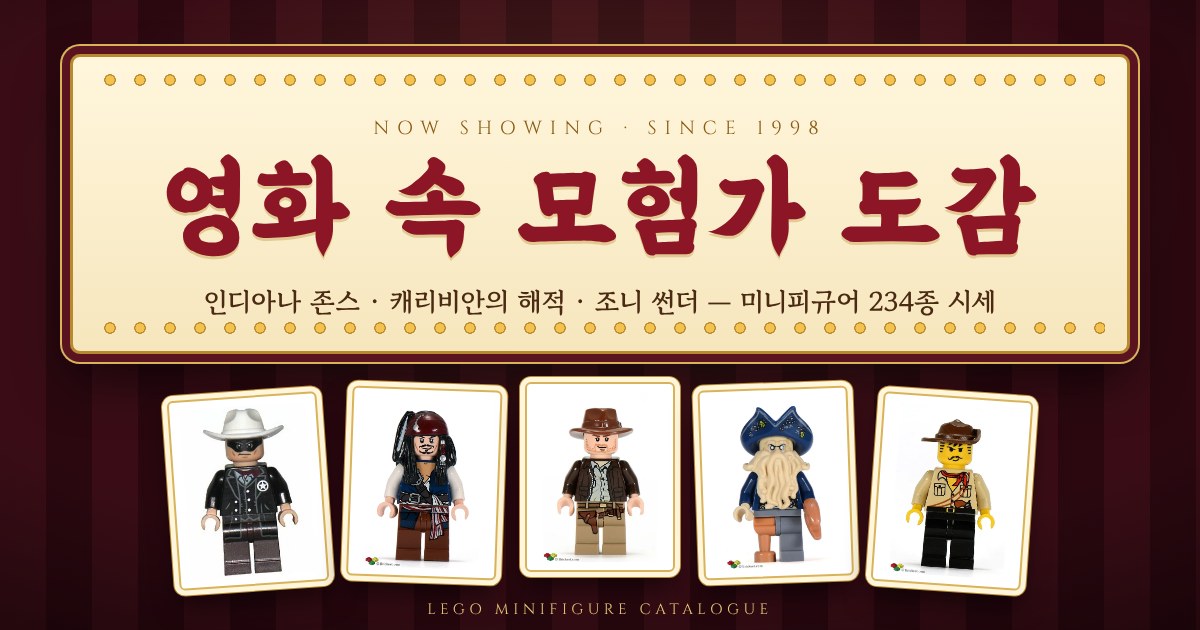 NOW SHOWING · SINCE 1998
영화 속 모험가 도감
인디아나 존스 · 캐리비안의 해적 · 조니 썬더 — 미니피규어 234종 시세
LEGO MINIFIGURE CATALOGUE